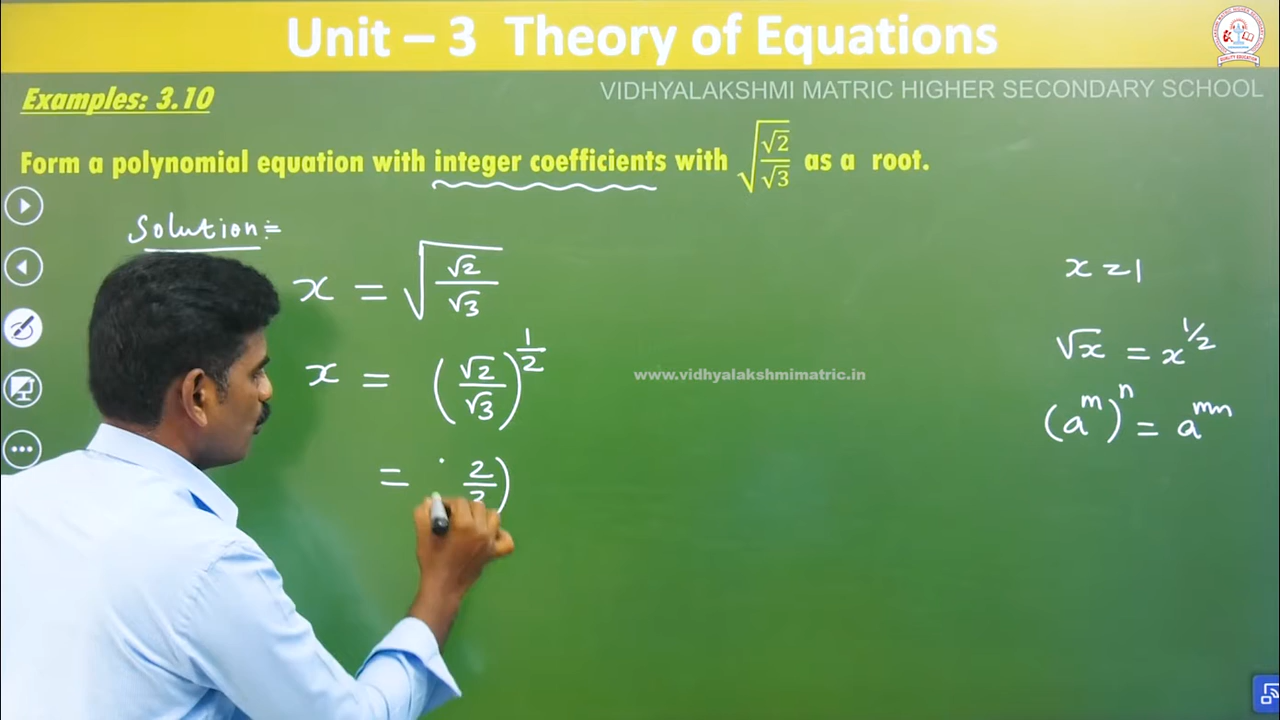 Unit – 3 Theory of Equations
Examples: 3.10
VIDHYALAKSHMI MATRIC HIGHER SECONDARY SCHOOL
Form a polynomial equation with integer coefficients with √(√2/√3) as a root.
Solution:-
x = √(√2/√3)
x = (√2/√3)^1/2
= 2/3)
x = 1
√x = x^1/2
(a^m)^n = a^mn
www.vidhyalakshmimatric.in